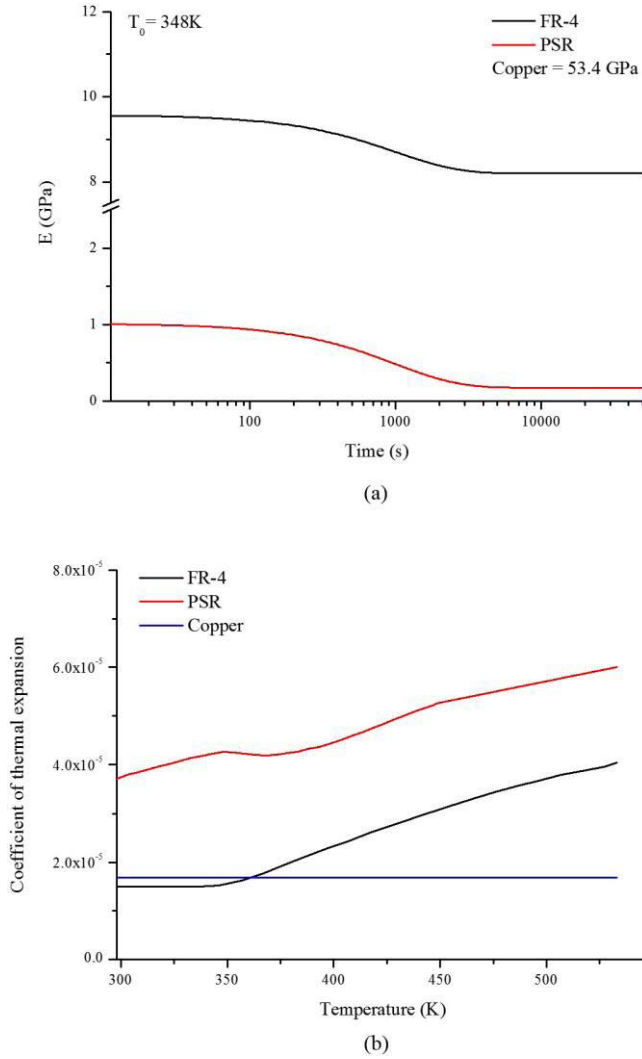 T0= 348K
FR-4
PSR
Copper = 53.4 GPa
12
10
8
2
1
0
E (GPa)
100
1000
10000
Time (s)
(a)
FR-4
PSR
Copper
8.0x10-5
6.0x10-5
4.0x10-5
2.0x10-5
0.0
Coefficient of thermal expansion
300
350
400
450
500
Temperature (K)
(b)